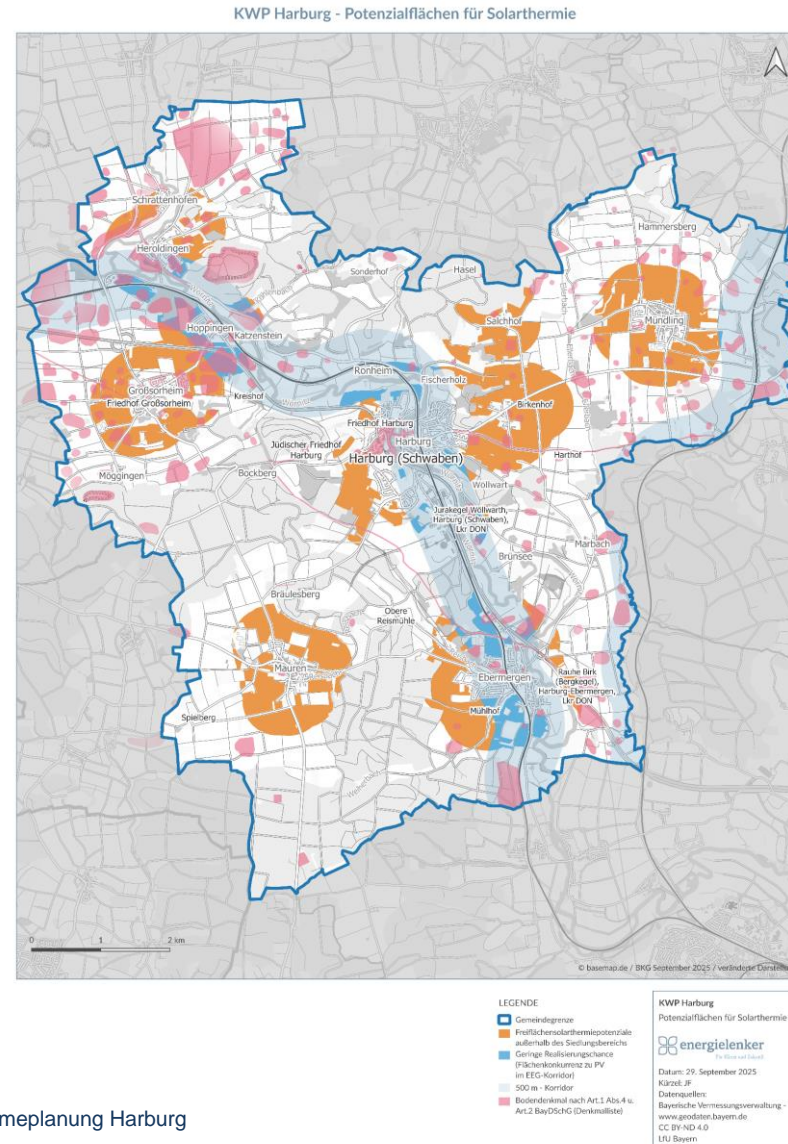 KWP Harburg - Potenzialflächen für Solarthermie
Schrattenhofen
Heroldingen
Hammersberg
Sonderhof
Hasel
Salchhof
Mündling
Hoppingen
Katzenstein
Ronheim
Fischerholz
Großsorheim
Friedhof Großsorheim
Kreishof
Birkenhof
Friedhof Harburg
Harburg
Jüdischer Friedhof
Harburg
Harburg (Schwaben)
Harthof
Möggingen
Bockberg
Wöllwart
Jurakegel Wöllwarth,
Harburg (Schwaben),
Lkr DON
Marbach
Brünsee
Bräulesberg
Obere
Reismühle
Mauren
Ebermergen
Rauhe Birk
(Bergkegel),
Harburg-Ebermergen,
Lkr DON
Mühlhof
Spielberg
0 1 2 km
© basemap.de / BKG September 2025 / veränderte Darstell
LEGENDE
Gemeindegrenze
Freiflächensolarthermiepotenziale
außerhalb des Siedlungsbereichs
Geringe Realisierungschance
(Flächenkonkurrenz zu PV
im EEG-Korridor)
500 m - Korridor
Bodendenkmal nach Art.1 Abs.4 u.
Art.2 BayDSchG (Denkmalliste)
KWP Harburg
Potenzialflächen für Solarthermie
energielenker
Datum: 29. September 2025
Kürzel: JF
Datenquellen:
Bayerische Vermessungsverwaltung -
www.geodaten.bayern.de
CC BY-ND 4.0
LfU Bayern
meplanung Harburg